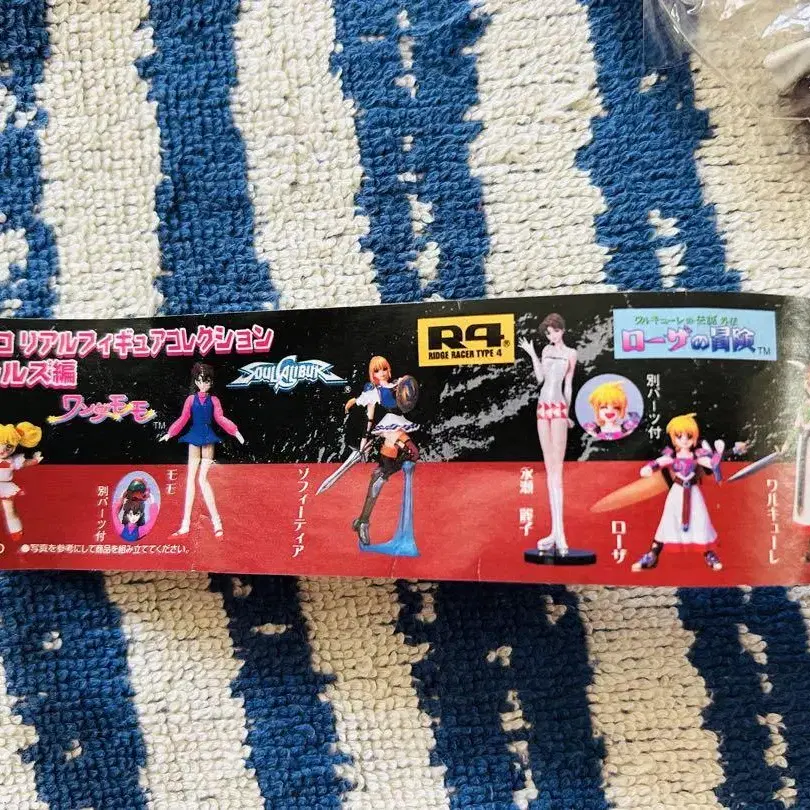 コ リアルフィギュアコレクション
ルズ編
ワンダーモモ™
モモ
別パーツ付
●写真を参考にして商品を組み立ててください。
SOULCALIBUR®
ソフィーティア
R4®
RIDGE RACER TYPE 4
永瀬 麗子
ワルキューレの伝説 外伝
ローザの冒険™
別パーツ付
ローザ
ワルキューレ